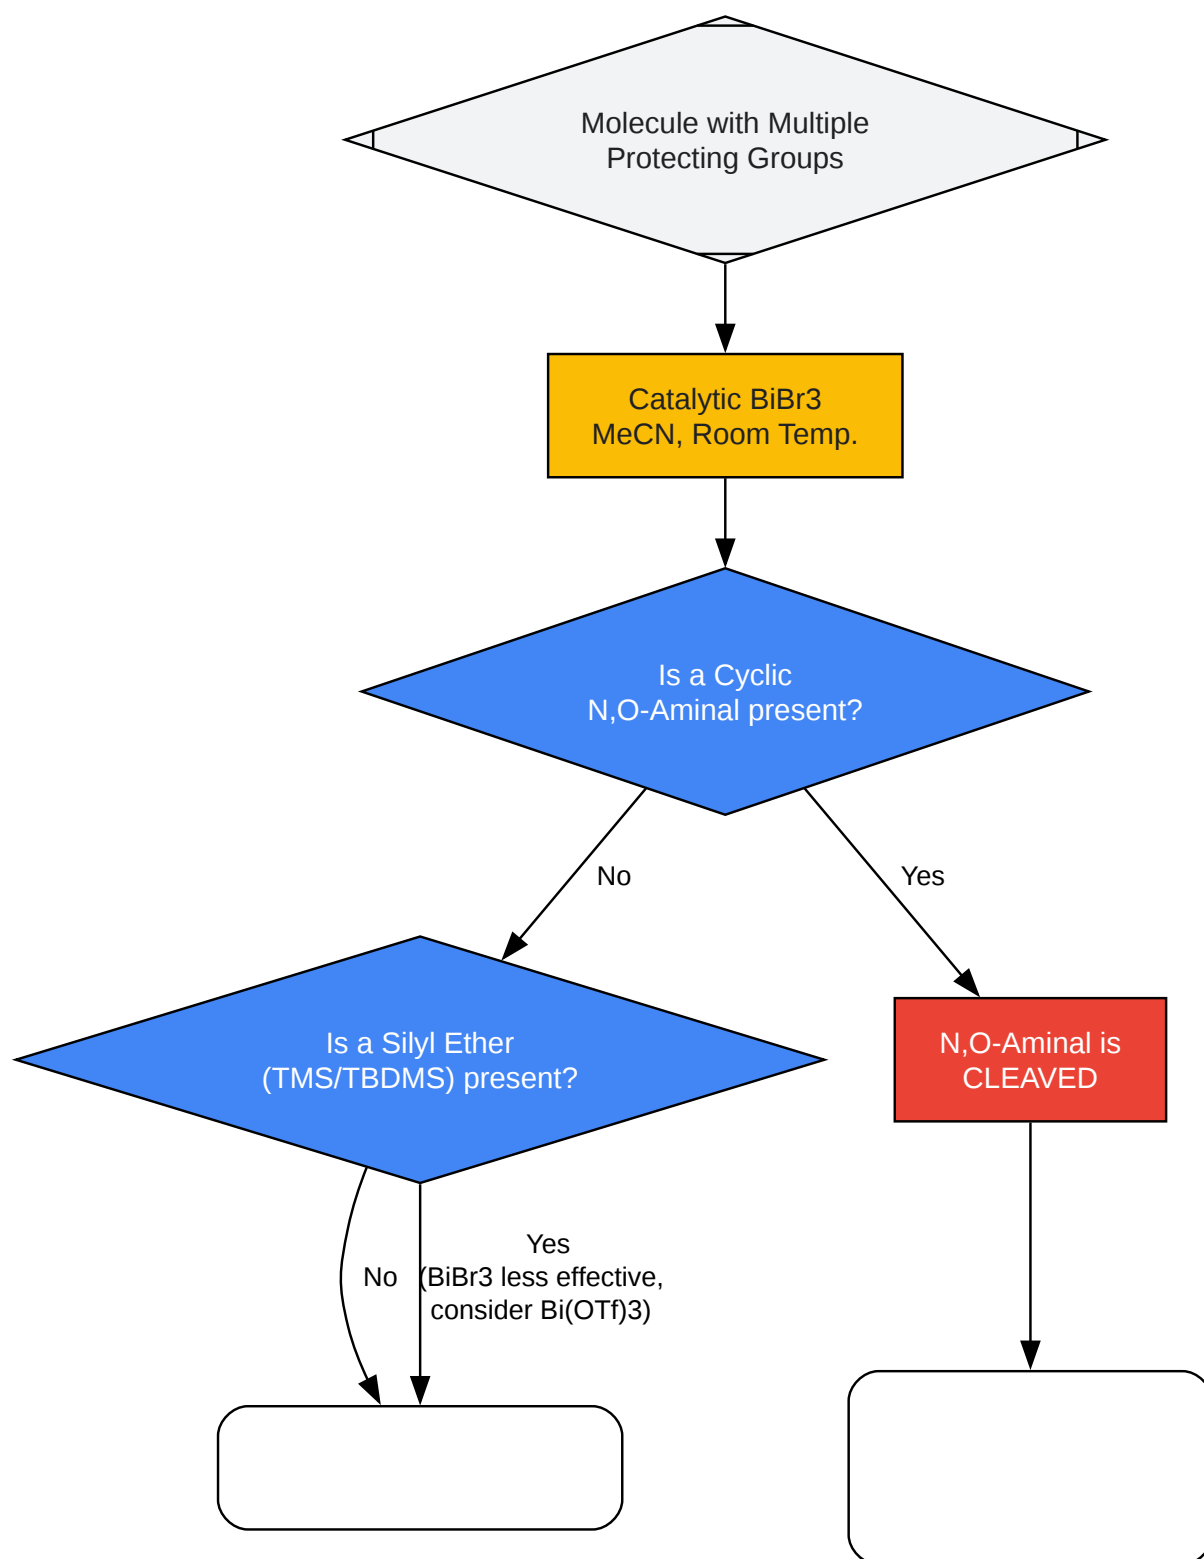 Molecule with Multiple
Protecting Groups
Catalytic BiBr3
MeCN, Room Temp.
Is a Cyclic
N,O-Aminal present?
No
Yes
Is a Silyl Ether
(TMS/TBDMS) present?
N,O-Aminal is
CLEAVED
No
Yes
(BiBr3 less effective,
consider Bi(OTf)3)